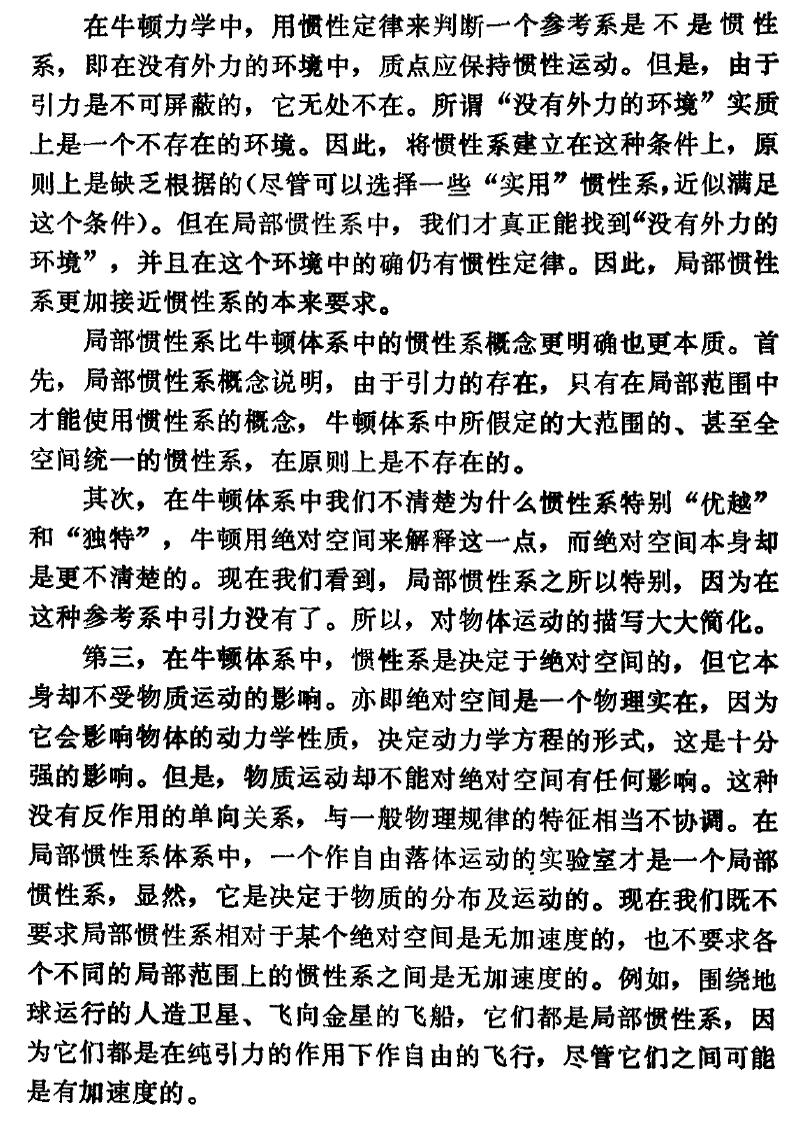 在牛顿力学中，用惯性定律来判断一个参考系是不是惯性
系，即在没有外力的环境中，质点应保持惯性运动。但是，由于
引力是不可屏蔽的，它无处不在。所谓“没有外力的环境”实质
上是一个不存在的环境。因此，将惯性系建立在这种条件上，原
则上是缺乏根据的（尽管可以选择一些“实用”惯性系，近似满足
这个条件）。但在局部惯性系中，我们才真正能找到“没有外力的
环境”，并且在这个环境中的确仍有惯性定律。因此，局部惯性
系更加接近惯性系的本来要求。
局部惯性系比牛顿体系中的惯性系概念更明确也更本质。首
先，局部惯性系概念说明，由于引力的存在，只有在局部范围中
才能使用惯性系的概念，牛顿体系中所假定的大范围的、甚至全
空间统一的惯性系，在原则上是不存在的。
其次，在牛顿体系中我们不清楚为什么惯性系特别“优越”
和“独特”，牛顿用绝对空间来解释这一点，而绝对空间本身却
是更不清楚的。现在我们看到，局部惯性系之所以特别，因为在
这种参考系中引力没有了。所以，对物体运动的描写大大简化。
第三，在牛顿体系中，惯性系是决定于绝对空间的，但它本
身却不受物质运动的影响。亦即绝对空间是一个物理实在，因为
它会影响物体的动力学性质，决定动力学方程的形式，这是十分
强的影响。但是，物质运动却不能对绝对空间有任何影响。这种
没有反作用的单向关系，与一般物理规律的特征相当不协调。在
局部惯性系体系中，一个作自由落体运动的实验室才是一个局部
惯性系，显然，它是决定于物质的分布及运动的。现在我们既不
要求局部惯性系相对于某个绝对空间是无加速度的，也不要求各
个不同的局部范围上的惯性系之间是无加速度的。例如，围绕地
球运行的人造卫星、飞向金星的飞船，它们都是局部惯性系，因
为它们都是在纯引力的作用下作自由的飞行，尽管它们之间可能
是有加速度的。